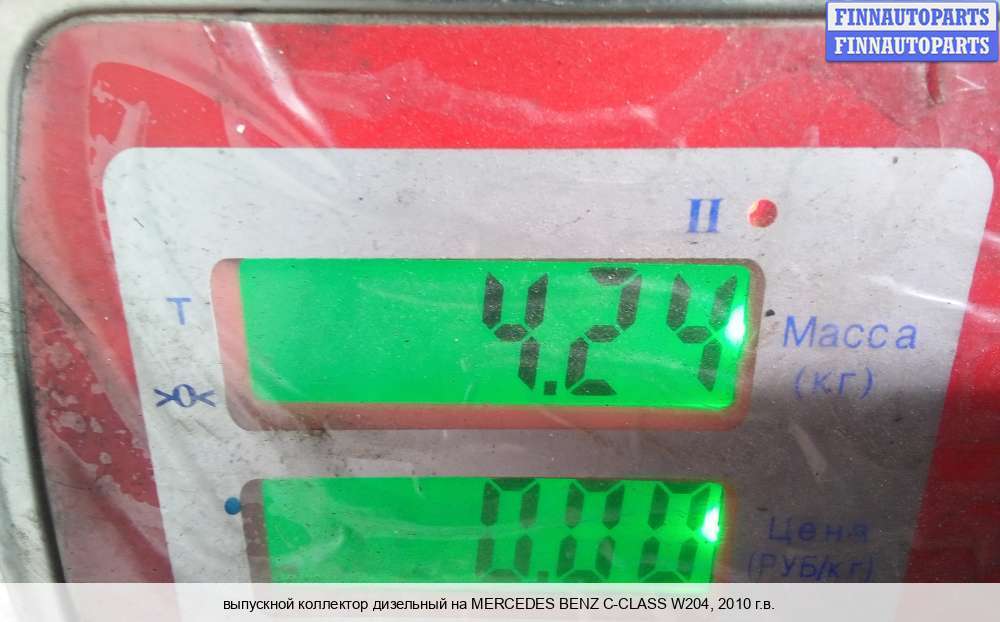 FINNAUTOPARTS
FINNAUTOPARTS
II
T
4.24
Масса
(кг)
>0<
0.00
Цена
(РУБ/кг)
выпускной коллектор дизельный на MERCEDES BENZ C-CLASS W204, 2010 г.в.